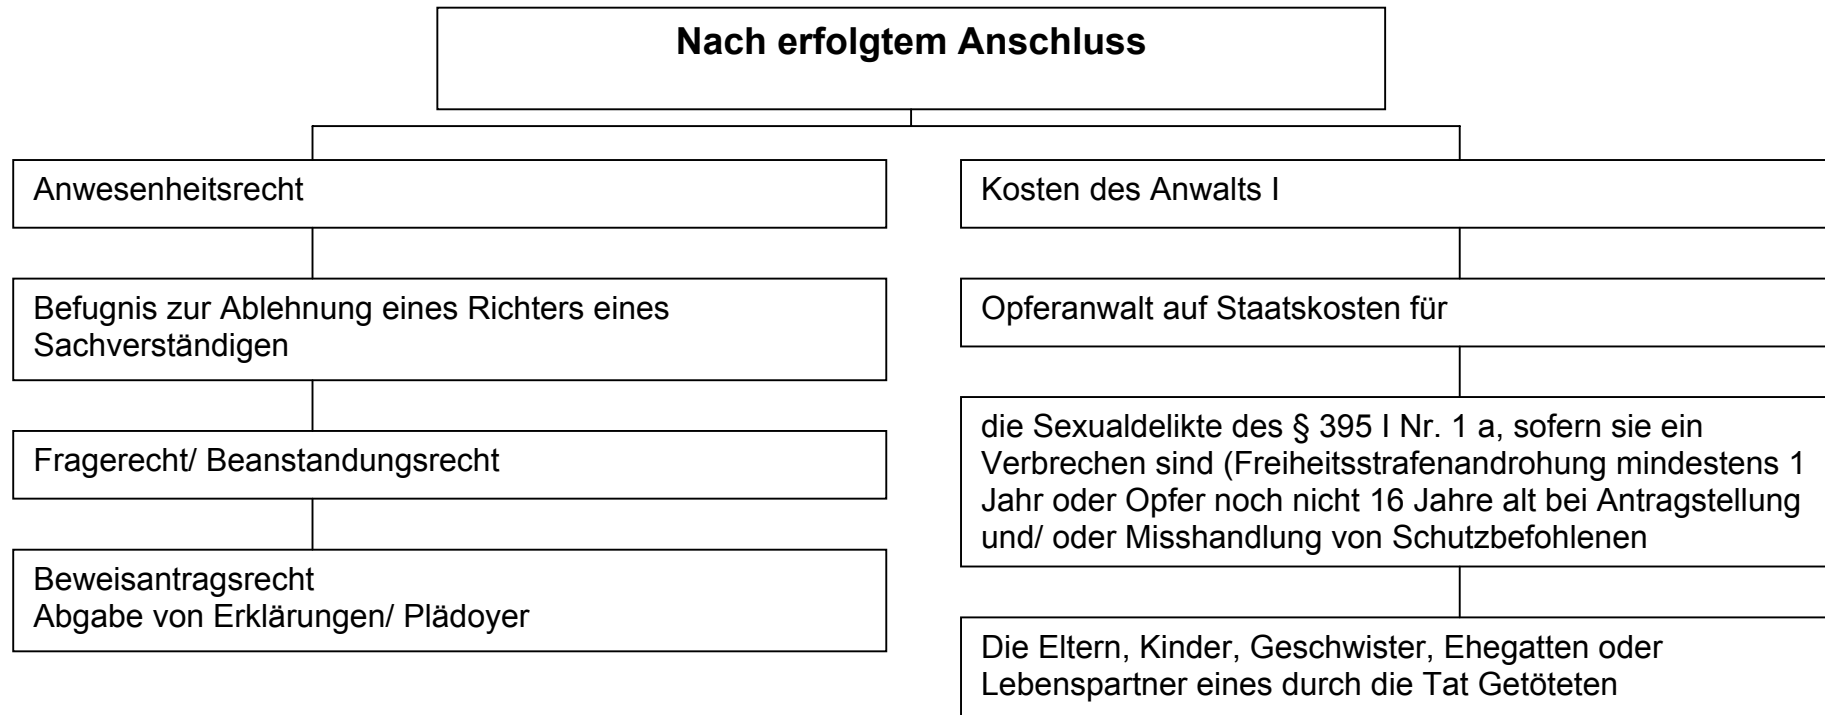 Nach erfolgtem Anschluss
Anwesenheitsrecht
Befugnis zur Ablehnung eines Richters eines
Sachverständigen
Fragerecht/ Beanstandungsrecht
Beweisantragsrecht
Abgabe von Erklärungen/ Plädoyer
Kosten des Anwalts I
Opferanwalt auf Staatskosten für
die Sexualdelikte des § 395 I Nr. 1 a, sofern sie ein
Verbrechen sind (Freiheitsstrafenandrohung mindestens 1
Jahr oder Opfer noch nicht 16 Jahre alt bei Antragstellung
und/ oder Misshandlung von Schutzbefohlenen
Die Eltern, Kinder, Geschwister, Ehegatten oder
Lebenspartner eines durch die Tat Getöteten